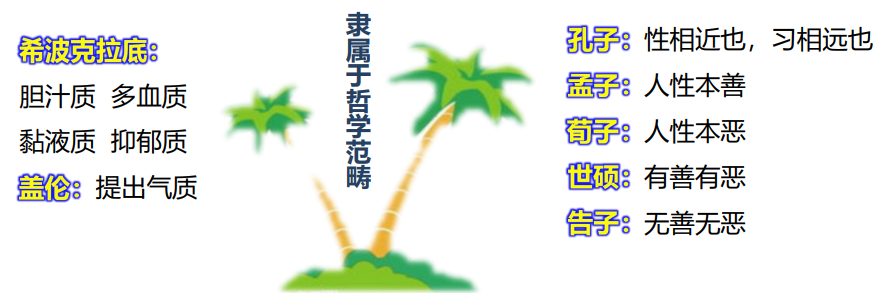 希波克拉底：
胆汁质 多血质
黏液质 抑郁质
盖伦：提出气质
隶属于哲学范畴
孔子：性相近也，习相远也
孟子：人性本善
荀子：人性本恶
世硕：有善有恶
告子：无善无恶